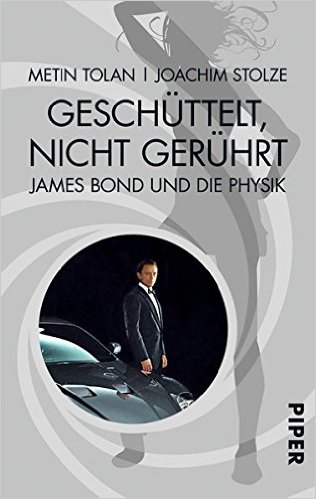 METIN TOLAN | JOACHIM STOLZE
GESCHÜTTELT,
NICHT GERÜHRT
JAMES BOND UND DIE PHYSIK
PIPER